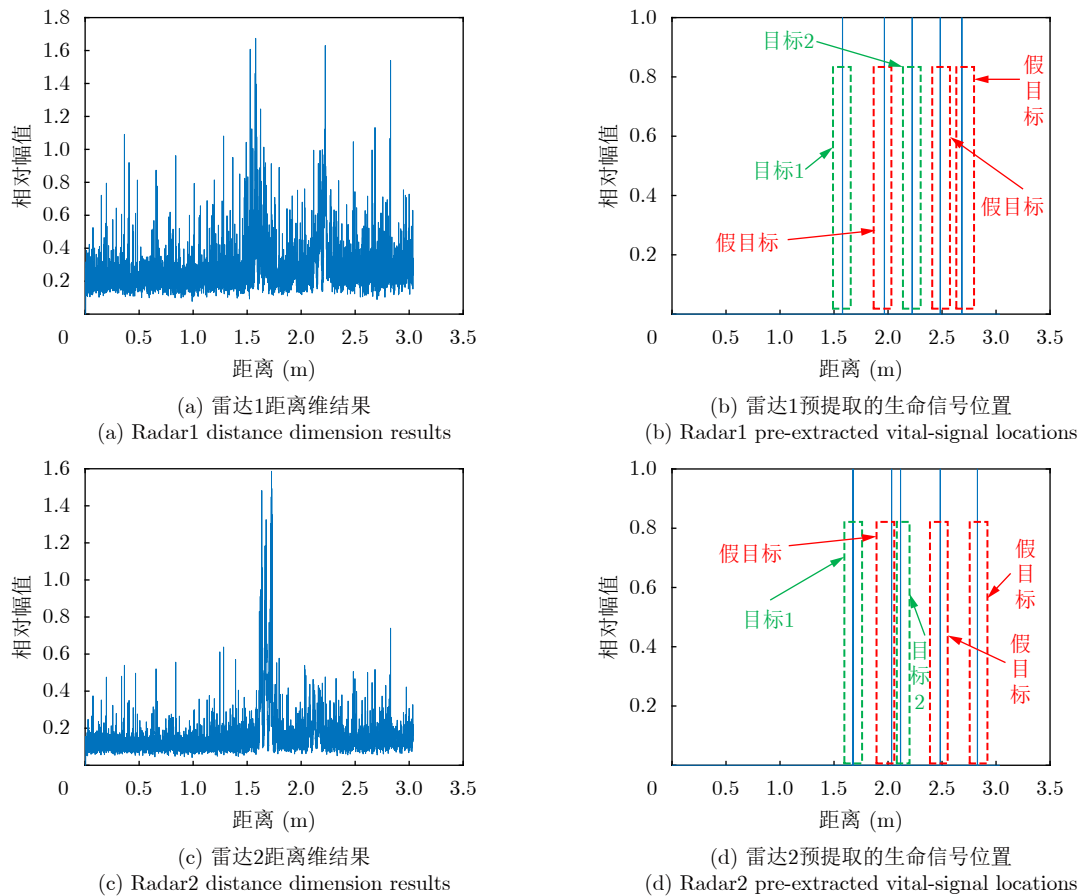 1.8
1.6
1.4
1.2
1.0
0.8
0.6
0.4
0.2
0
0.5
1.0
1.5
2.0
2.5
3.0
3.5
相对幅值
距离 (m)
(a) 雷达1距离维结果
(a) Radar1 distance dimension results
1.0
0.8
0.6
0.4
0.2
0
0.5
1.0
1.5
2.0
2.5
3.0
3.5
相对幅值
距离 (m)
目标2
目标1
假目标
假目标
假目标
(b) 雷达1预提取的生命信号位置
(b) Radar1 pre-extracted vital-signal locations
1.6
1.4
1.2
1.0
0.8
0.6
0.4
0.2
0
0.5
1.0
1.5
2.0
2.5
3.0
3.5
相对幅值
距离 (m)
(c) 雷达2距离维结果
(c) Radar2 distance dimension results
1.0
0.8
0.6
0.4
0.2
0
0.5
1.0
1.5
2.0
2.5
3.0
3.5
相对幅值
距离 (m)
假目标
目标1
目标2
假目标
假目标
(d) 雷达2预提取的生命信号位置
(d) Radar2 pre-extracted vital-signal locations